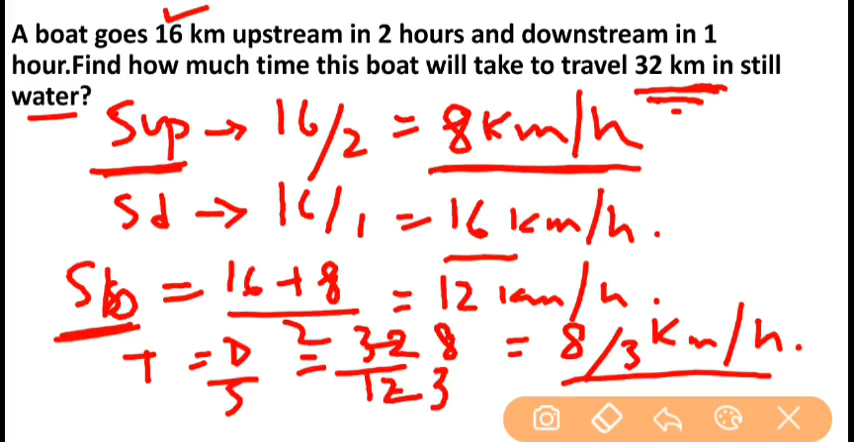 A boat goes 16 km upstream in 2 hours and downstream in 1
hour.Find how much time this boat will take to travel 32 km in still
water?
Sup → 16/2 = 8km/h
Sd → 16/1 = 16 km/h.
Sb = 16+8/2 = 12 km/h.
T = D/S = 32/12 8/3 = 8/3 Km/h.